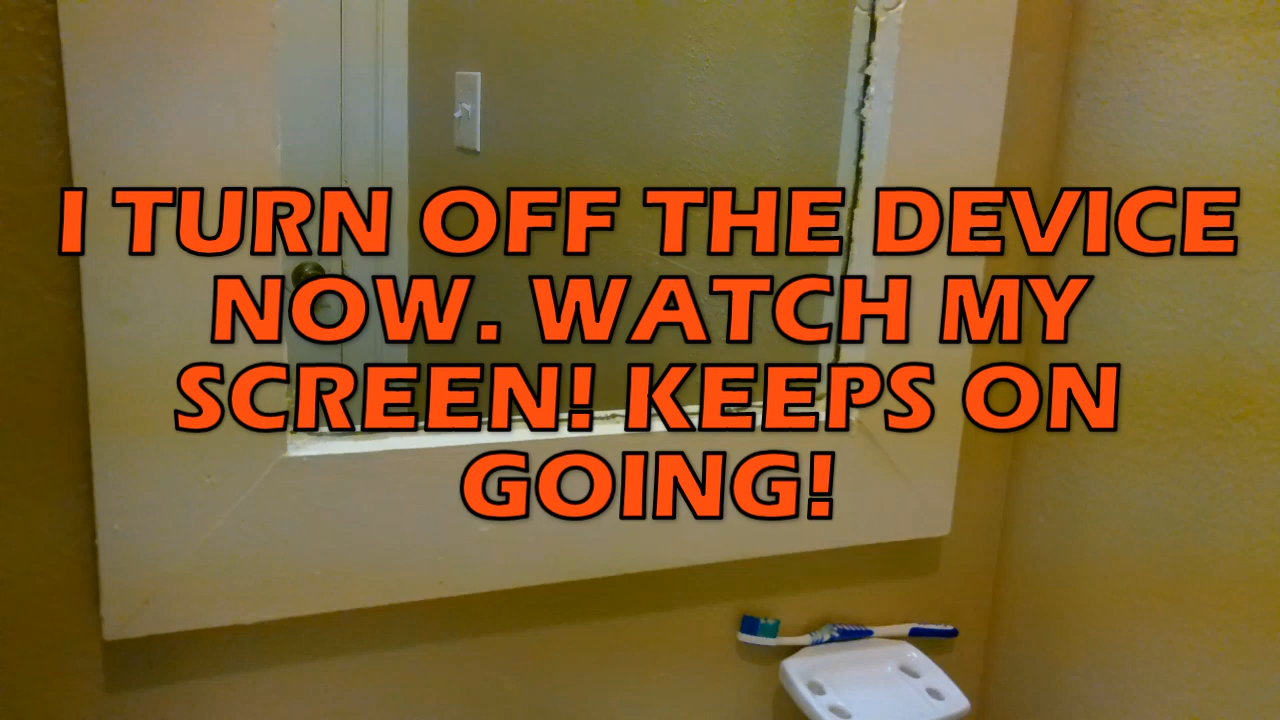 I TURN OFF THE DEVICE
NOW. WATCH MY
SCREEN! KEEPS ON
GOING!